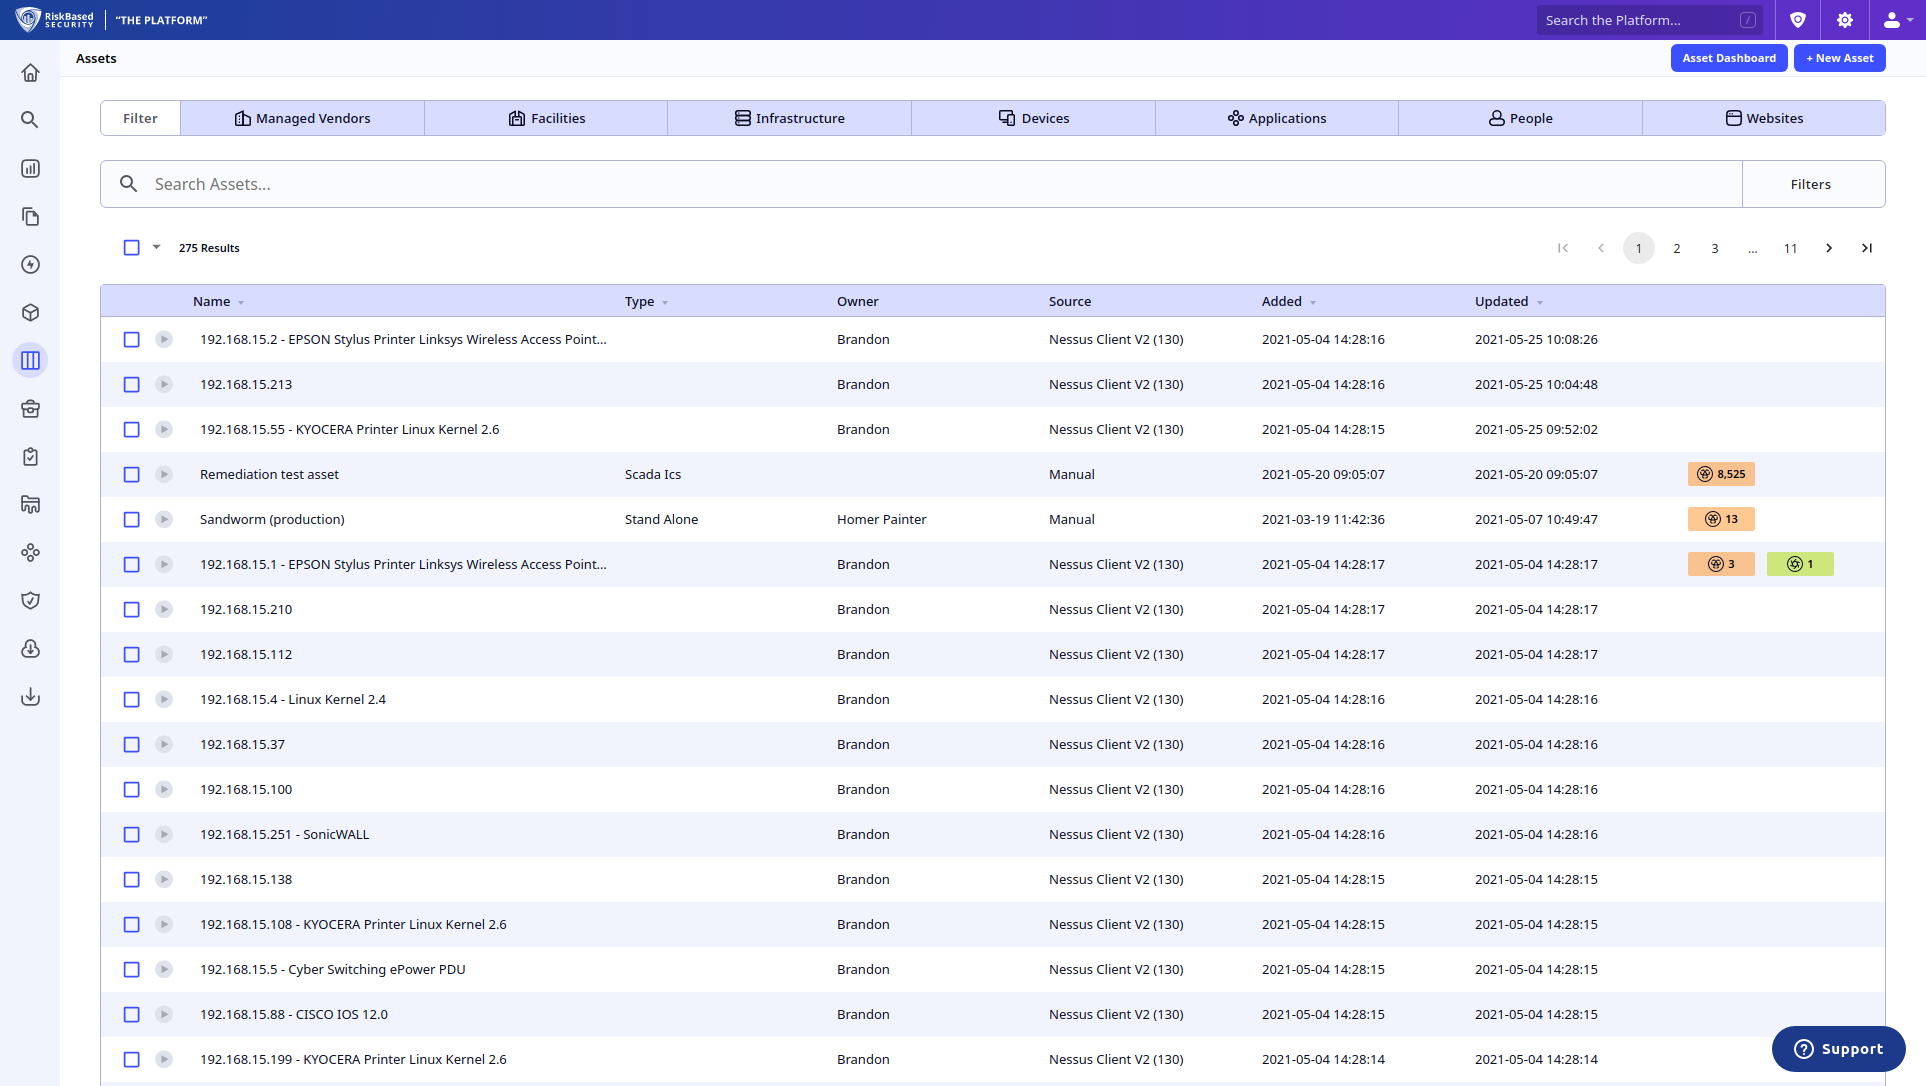 RiskBased SECURITY "THE PLATFORM" Search the Platform... /
Assets Asset Dashboard + New Asset
Filter Managed Vendors Facilities Infrastructure Devices Applications People Websites
Search Assets... Filters
275 Results 1 2 3 ... 11
Name Type Owner Source Added Updated
192.168.15.2 - EPSON Stylus Printer Linksys Wireless Access Point... Brandon Nessus Client V2 (130) 2021-05-04 14:28:16 2021-05-25 10:08:26
192.168.15.213 Brandon Nessus Client V2 (130) 2021-05-04 14:28:16 2021-05-25 10:04:48
192.168.15.55 - KYOCERA Printer Linux Kernel 2.6 Brandon Nessus Client V2 (130) 2021-05-04 14:28:15 2021-05-25 09:52:02
Remediation test asset Scada Ics Manual 2021-05-20 09:05:07 2021-05-20 09:05:07 8,525
Sandworm (production) Stand Alone Homer Painter Manual 2021-03-19 11:42:36 2021-05-07 10:49:47 13
192.168.15.1 - EPSON Stylus Printer Linksys Wireless Access Point... Brandon Nessus Client V2 (130) 2021-05-04 14:28:17 2021-05-04 14:28:17 3 1
192.168.15.210 Brandon Nessus Client V2 (130) 2021-05-04 14:28:17 2021-05-04 14:28:17
192.168.15.112 Brandon Nessus Client V2 (130) 2021-05-04 14:28:17 2021-05-04 14:28:17
192.168.15.4 - Linux Kernel 2.4 Brandon Nessus Client V2 (130) 2021-05-04 14:28:16 2021-05-04 14:28:16
192.168.15.37 Brandon Nessus Client V2 (130) 2021-05-04 14:28:16 2021-05-04 14:28:16
192.168.15.100 Brandon Nessus Client V2 (130) 2021-05-04 14:28:16 2021-05-04 14:28:16
192.168.15.251 - SonicWALL Brandon Nessus Client V2 (130) 2021-05-04 14:28:16 2021-05-04 14:28:16
192.168.15.138 Brandon Nessus Client V2 (130) 2021-05-04 14:28:15 2021-05-04 14:28:15
192.168.15.108 - KYOCERA Printer Linux Kernel 2.6 Brandon Nessus Client V2 (130) 2021-05-04 14:28:15 2021-05-04 14:28:15
192.168.15.5 - Cyber Switching ePower PDU Brandon Nessus Client V2 (130) 2021-05-04 14:28:15 2021-05-04 14:28:15
192.168.15.88 - CISCO IOS 12.0 Brandon Nessus Client V2 (130) 2021-05-04 14:28:15 2021-05-04 14:28:15
192.168.15.199 - KYOCERA Printer Linux Kernel 2.6 Brandon Nessus Client V2 (130) 2021-05-04 14:28:14 2021-05-04 14:28:14
Support